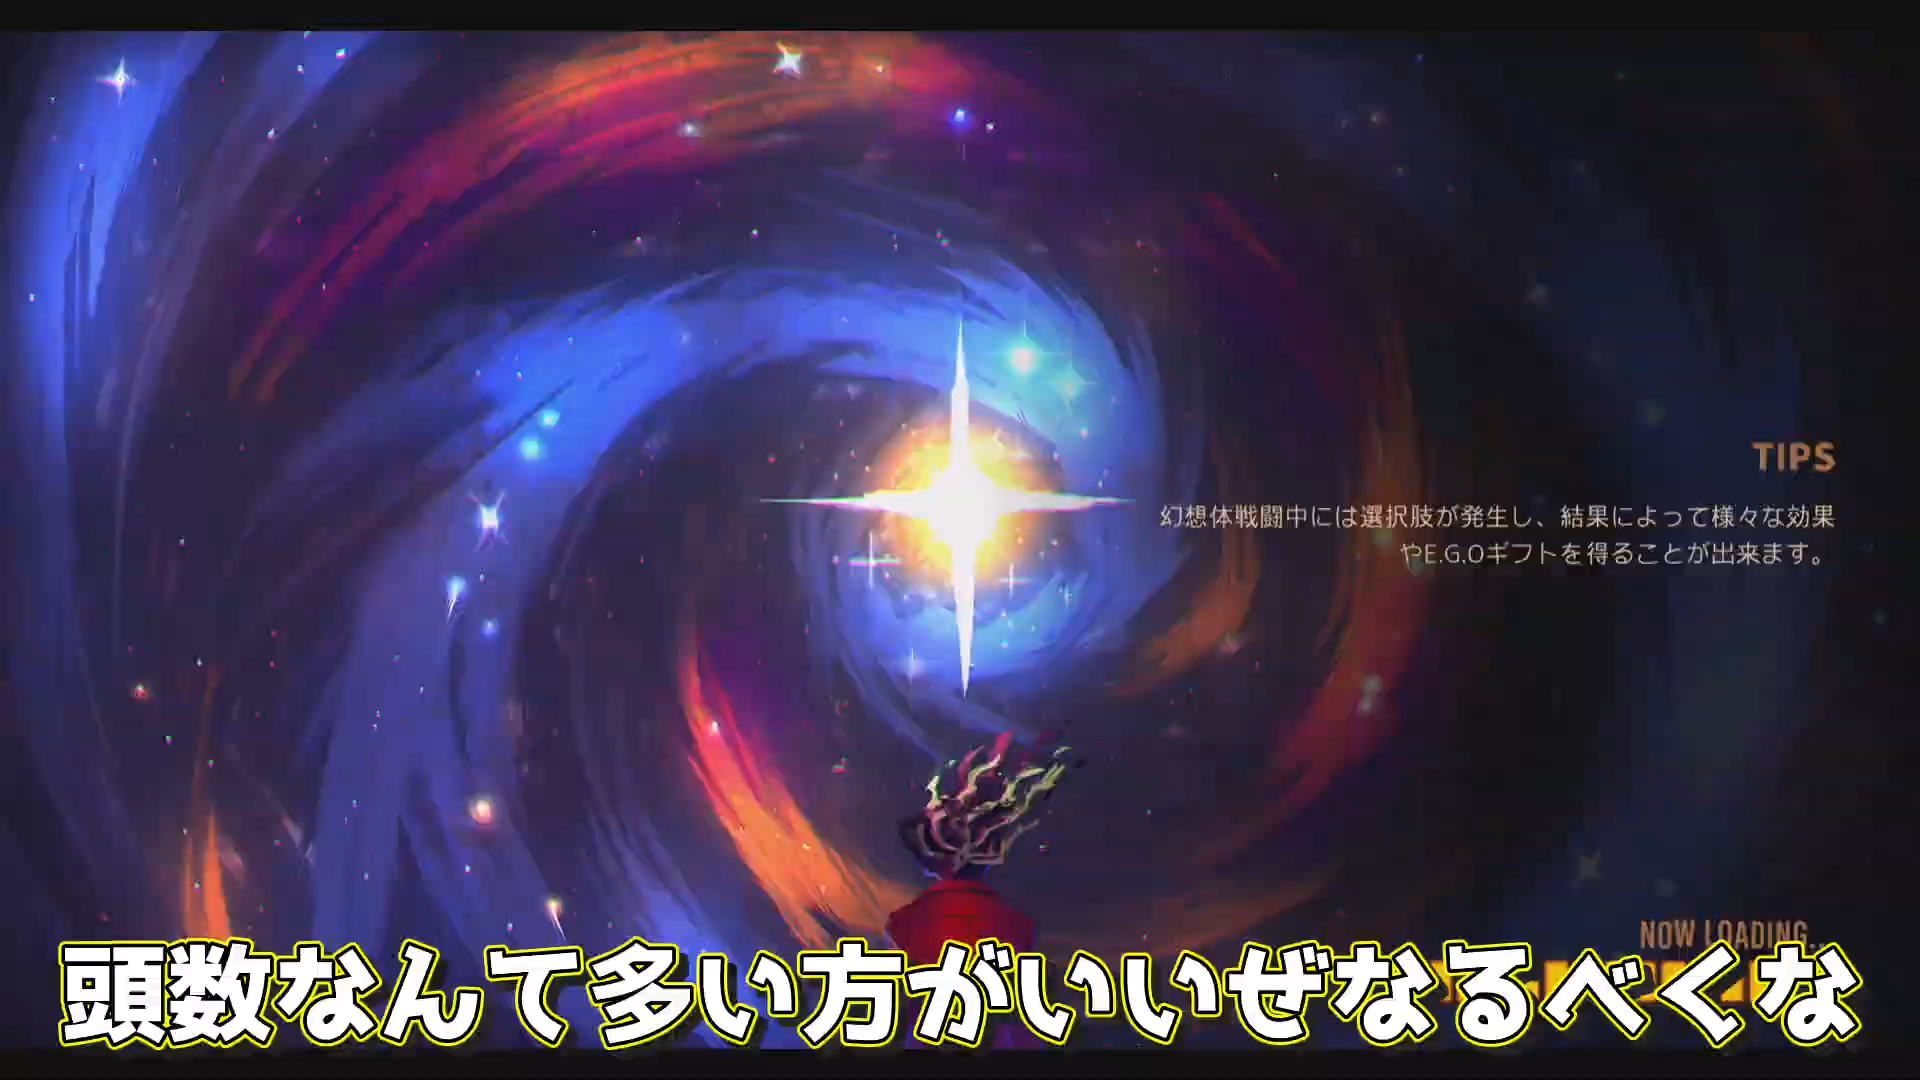 TIPS
幻想体戦闘中には選択肢が発生し、結果によって様々な効果
やE.G.Oギフトを得ることが出来ます。
NOW LOADING..
頭数なんて多い方がいいぜなるべくな